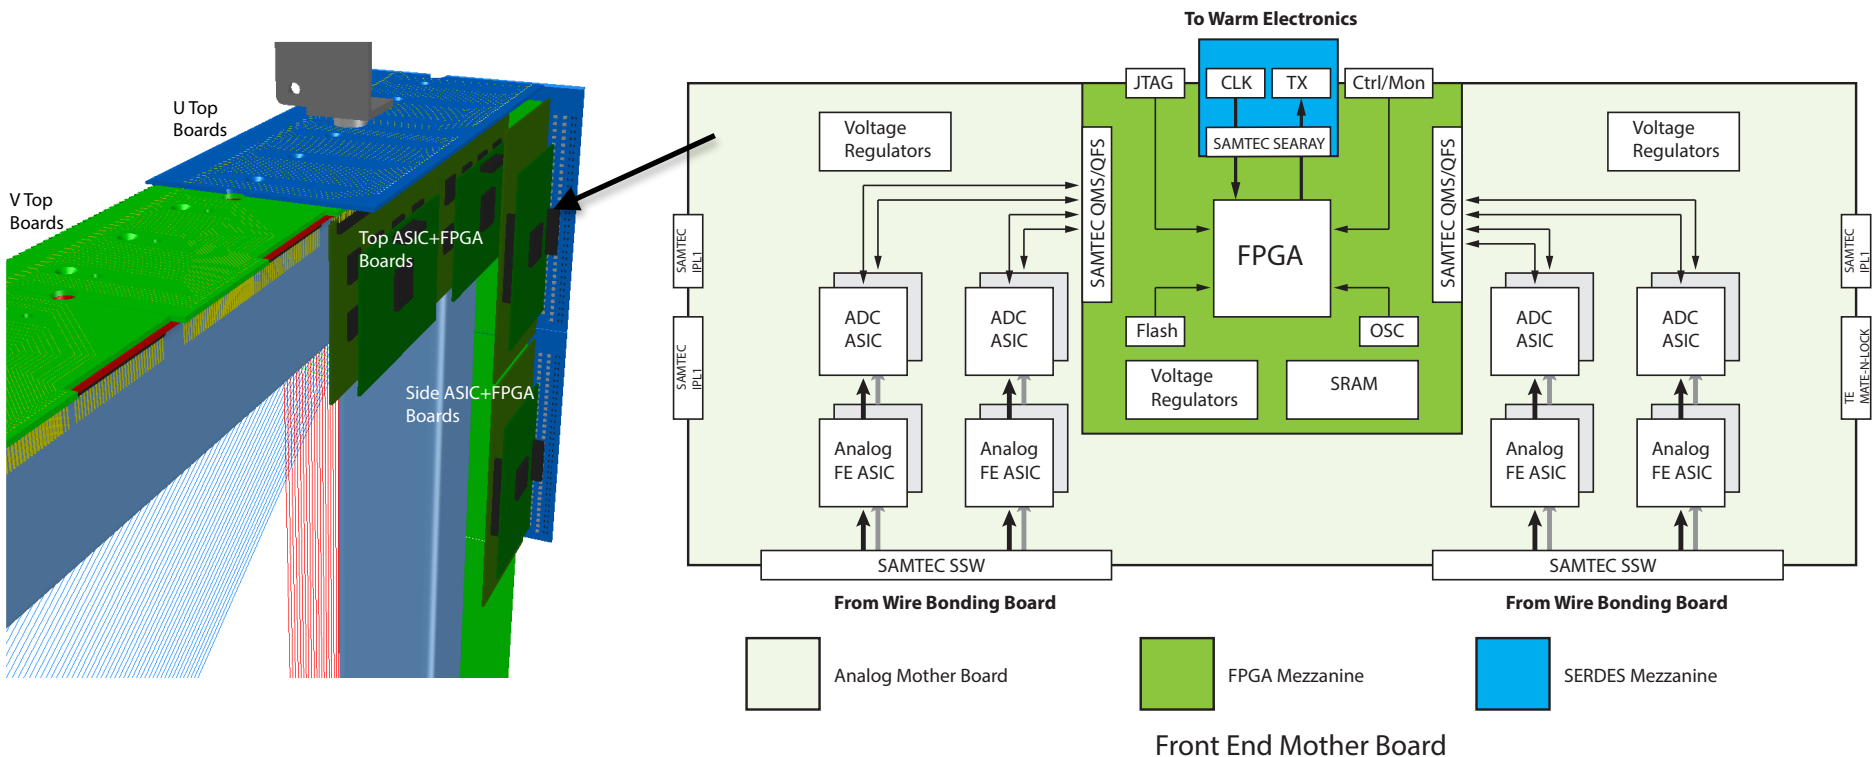 U Top
Boards
V Top
Boards
Top ASIC+FPGA
Boards
Side ASIC+FPGA
Boards
To Warm Electronics
JTAG
CLK
TX
Ctrl/Mon
SAMTEC SEARAY
Voltage
Regulators
Voltage
Regulators
SAMTEC QMS/QFS
SAMTEC QMS/QFS
FPGA
SAMTEC
IPL1
SAMTEC
IPL1
SAMTEC
IPL1
TE
MATE-N-LOCK
ADC
ASIC
ADC
ASIC
Flash
OSC
ADC
ASIC
ADC
ASIC
Voltage
Regulators
SRAM
Analog
FE ASIC
Analog
FE ASIC
Analog
FE ASIC
Analog
FE ASIC
SAMTEC SSW
SAMTEC SSW
From Wire Bonding Board
From Wire Bonding Board
Analog Mother Board
FPGA Mezzanine
SERDES Mezzanine
Front End Mother Board